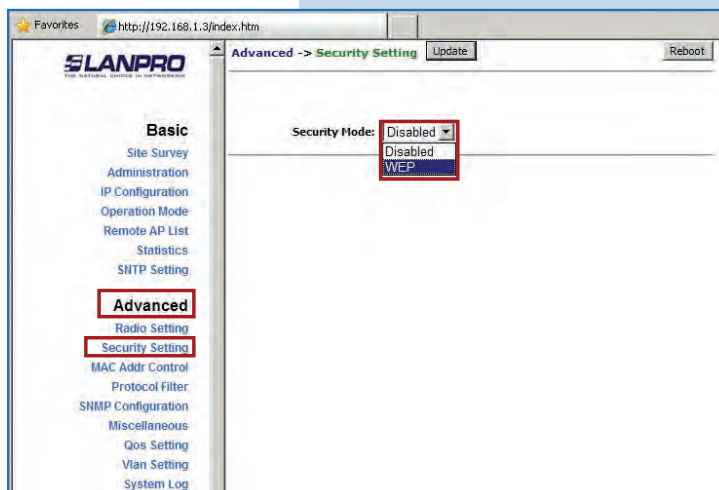 Favorites
http://192.168.1.3/index.htm
LANPRO
THE NATURAL CHOICE IN NETWORKING
Advanced -> Security Setting Update Reboot
Security Mode: Disabled
Disabled
WEP
Basic
Site Survey
Administration
IP Configuration
Operation Mode
Remote AP List
Statistics
SNTP Setting
Advanced
Radio Setting
Security Setting
MAC Addr Control
Protocol Filter
SNMP Configuration
Miscellaneous
Qos Setting
Vlan Setting
System Log